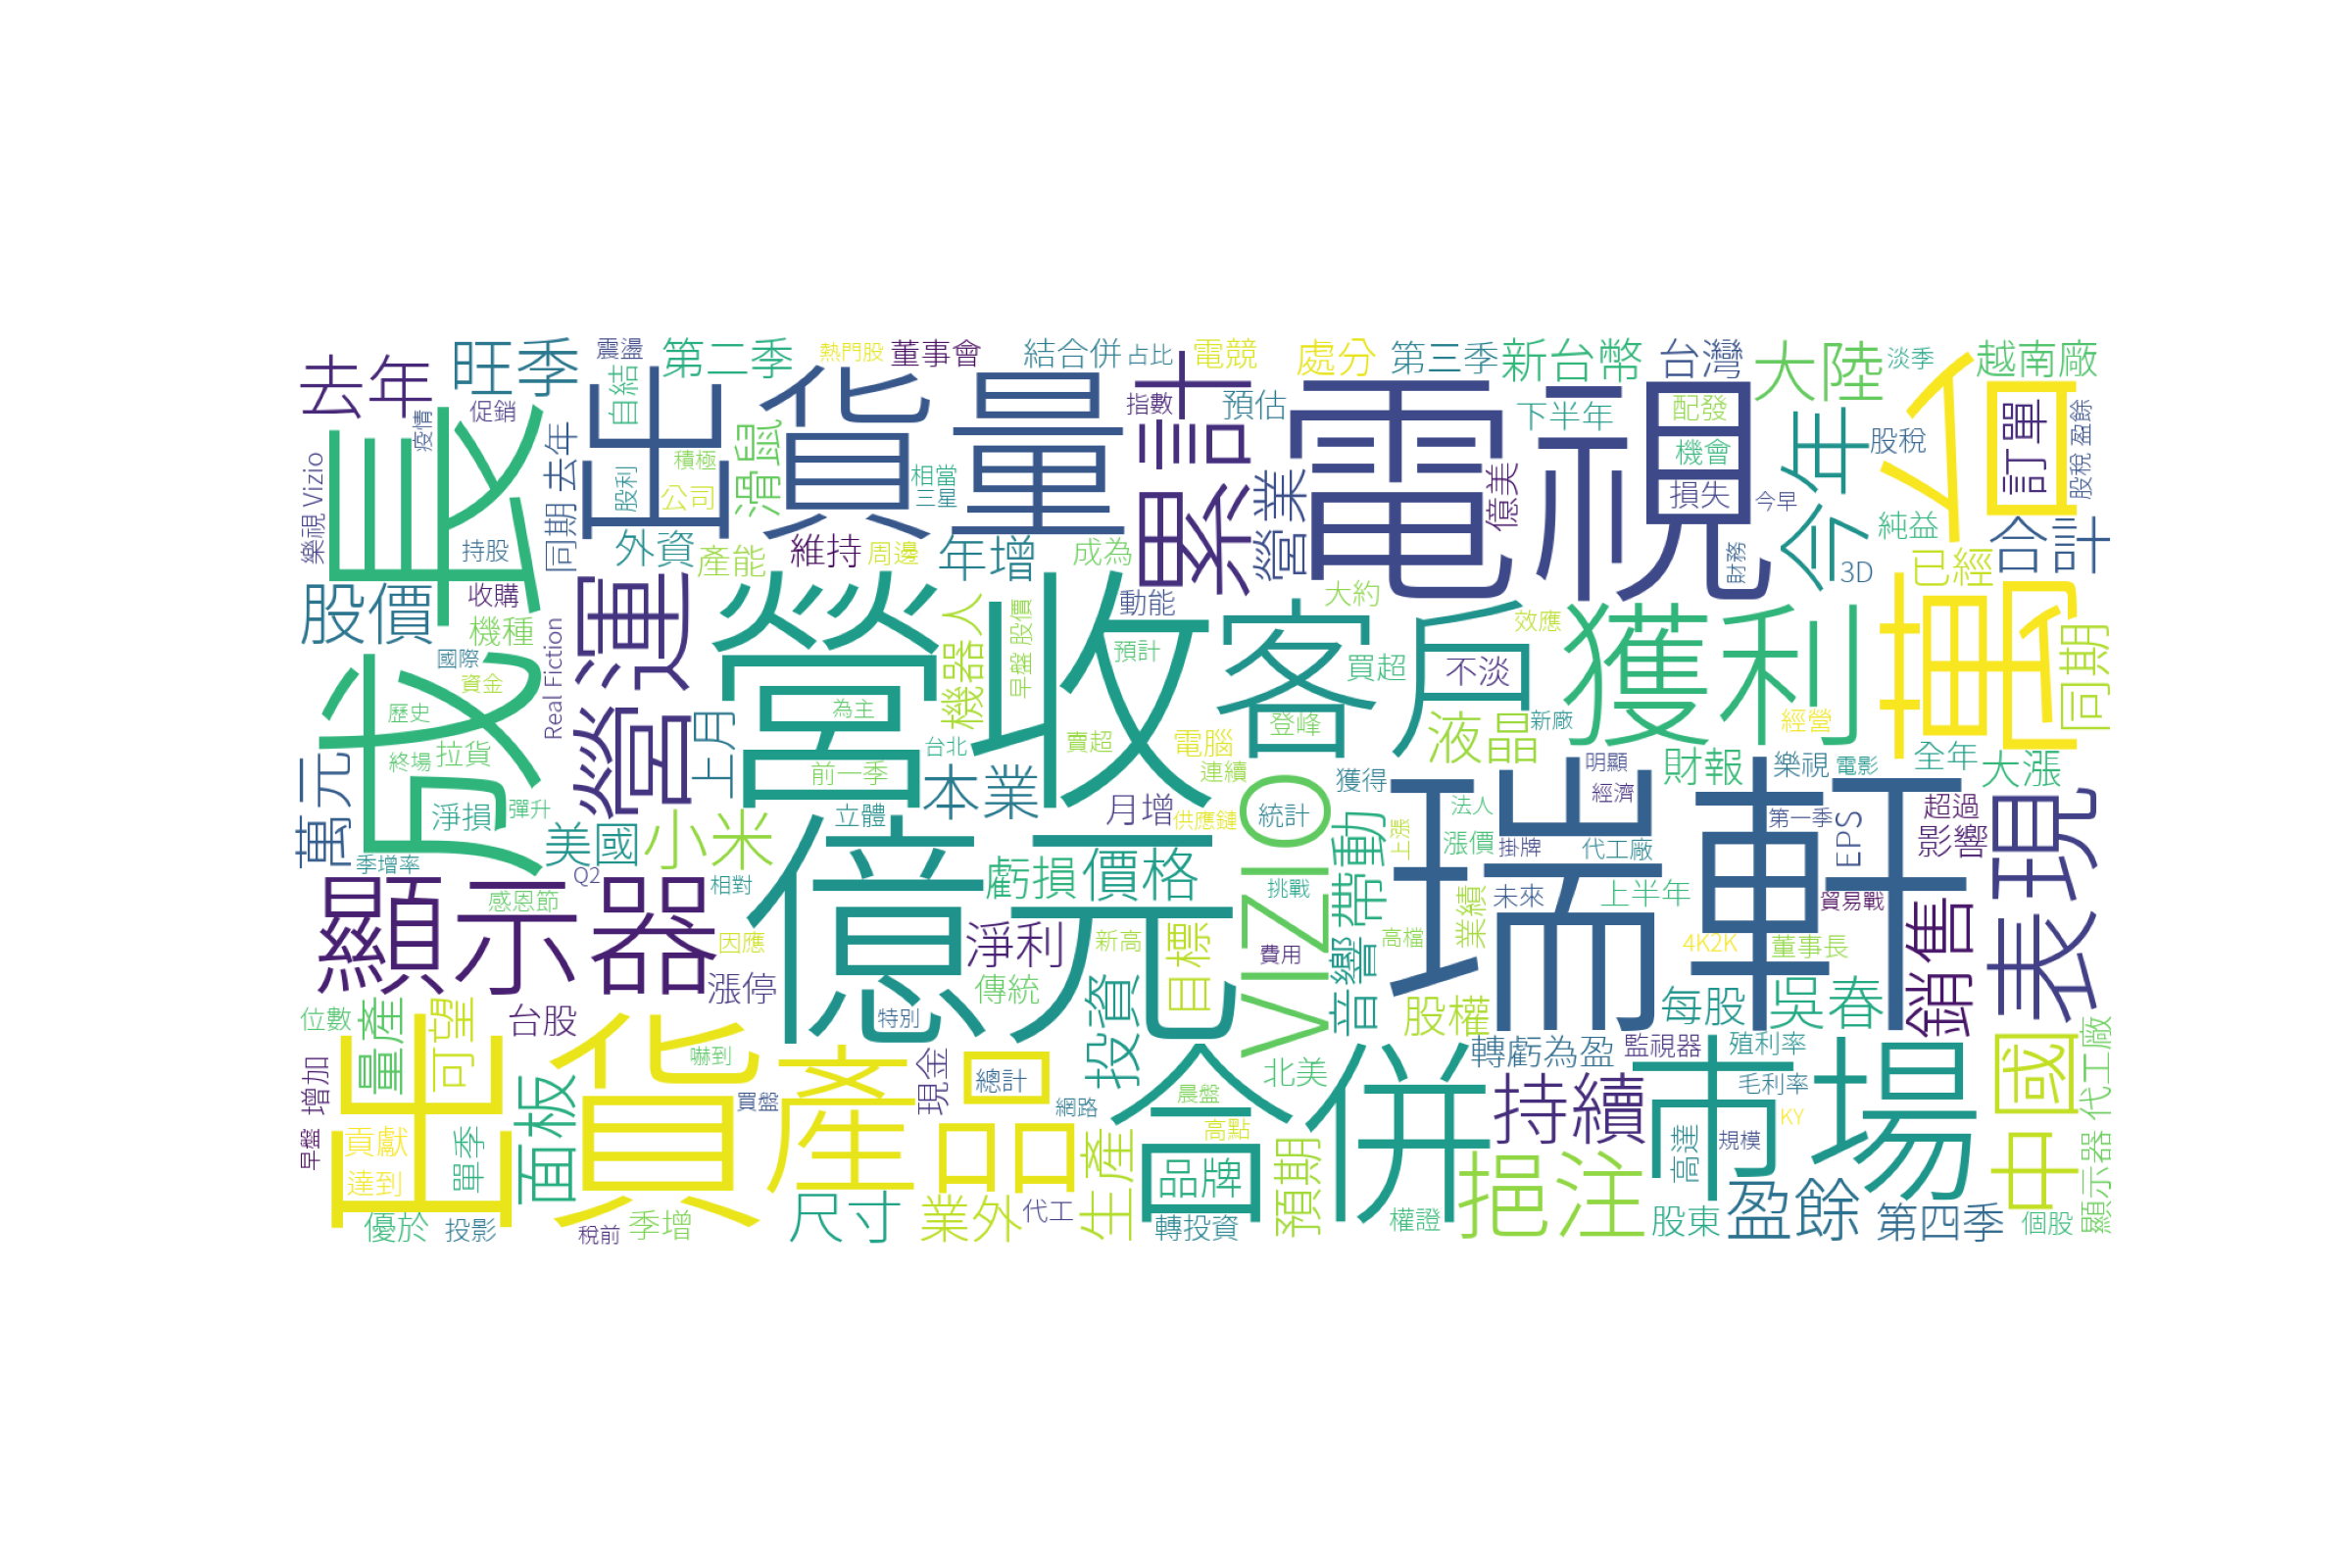 去年
旺季
震盪
第二季
熱門股
董事會
結合併
占比
電競
處分
第三季
新台幣
台灣
大陸
淡季
越南廠
促銷
疫情
自結
出貨量
累計
指數
預估
電視
下半年
配發
機會
損失
今年
股稅
萬台
訂單
股稅 盈餘
成長
樂視 Vizio
持股
同期 去年
股利
積極
公司
滑鼠
相當
三星
營業
億美
今早
純益
合計
股價
收購
機種
外資
產能
維持
周邊
年增
成為
動能
大約
效應
財務
3D
已經
同期
國際
資金
歷史
終場
拉貨
Real Fiction
營運
上月
營收
為主
前一季
機器人
早盤 股價
預計
台北
賣超
客戶
買超
不淡
登峰
電腦
連續
液晶
新廠
獲利
經營
全年
大漲
萬元
淨損
彈升
本業
月增
供應鏈
立體
VIZIO
統計
獲得
法人
明顯
經濟
財報
樂視
電影
第一季
超過
影響
EPS
表現
季增率
美國
小米
Q2
感恩節
相對
億元
虧損
價格
上漲
漲價
掛牌
代工廠
音響
帶動
挑戰
未來
上半年
貿易戰
瑞軒
顯示器
因應
漲停
淨利
新高
目標
費用
高檔
業績
4K2K
董事長
銷售
位數
量產
可望
台股
傳統
特別
投資
股權
每股
吳春
出貨
嚇到
產品
現金
總計
合併
北美
轉虧為盈
監視器
殖利率
中國
增加
早盤
貢獻
達到
單季
面板
買盤
網路
晨盤
高點
生產
品牌
預期
持續
市場
毛利率
高達
規模
KY
顯示器 代工廠
優於
投影
稅前
季增
尺寸
業外
代工
轉投資
權證
挹注
股東
盈餘
第四季
個股